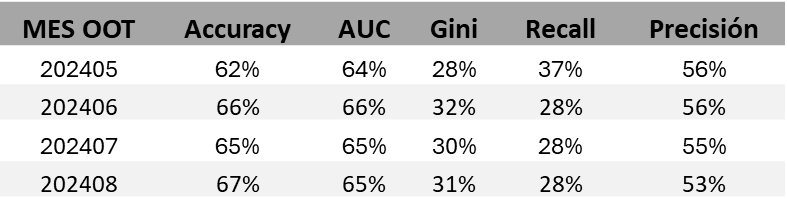 MES OOT Accuracy AUC Gini Recall Precisión
202405 62% 64% 28% 37% 56%
202406 66% 66% 32% 28% 56%
202407 65% 65% 30% 28% 55%
202408 67% 65% 31% 28% 53%